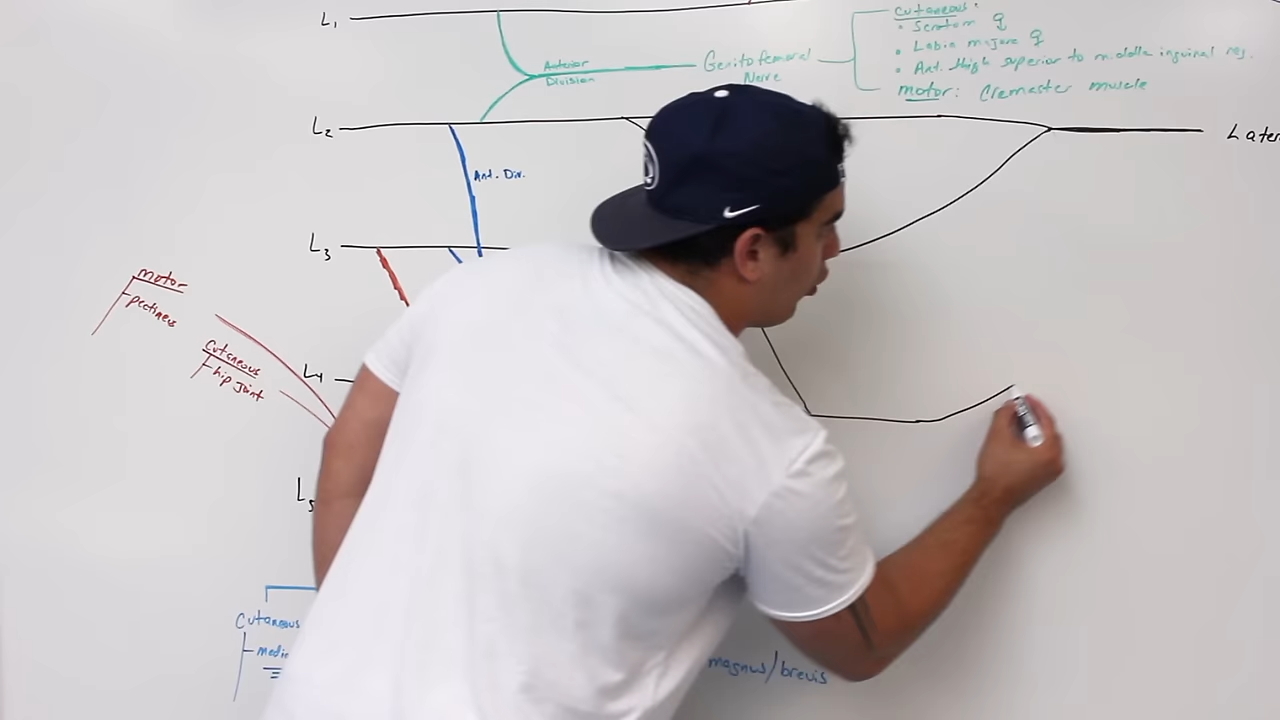 L1
Anterior
Division
Genitofemoral
Nerve
Cutaneous:
• Scrotum
• Labia majora
• Ant. thigh superior to middle inguinal reg.
motor: Cremaster muscle
L2
Later
Ant. Div.
L3
motor
pectineus
Cutaneous
hip joint
L4
L5
Cutaneous
medi
magnus/brevis